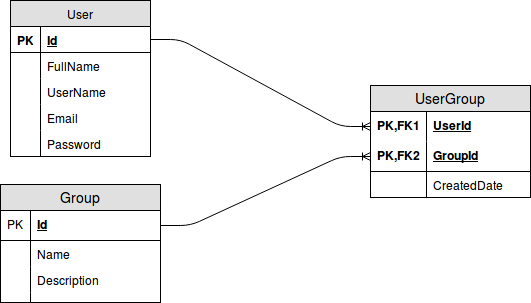 User
PK Id
FullName
UserName
Email
Password
UserGroup
PK,FK1 UserId
PK,FK2 GroupId
CreatedDate
Group
PK Id
Name
Description